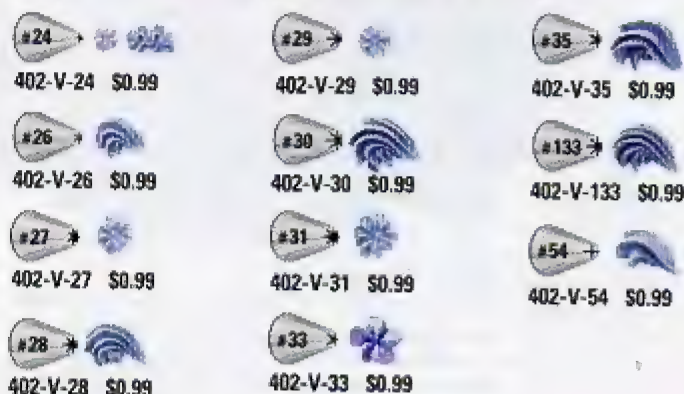 #24
402-V-24 $0.99
#26
402-V-26 $0.99
#27
402-V-27 $0.99
#28
402-V-28 $0.99
#29
402-V-29 $0.99
#30
402-V-30 $0.99
#31
402-V-31 $0.99
#33
402-V-33 $0.99
#35
402-V-35 $0.99
#133
402-V-133 $0.99
#54
402-V-54 $0.99